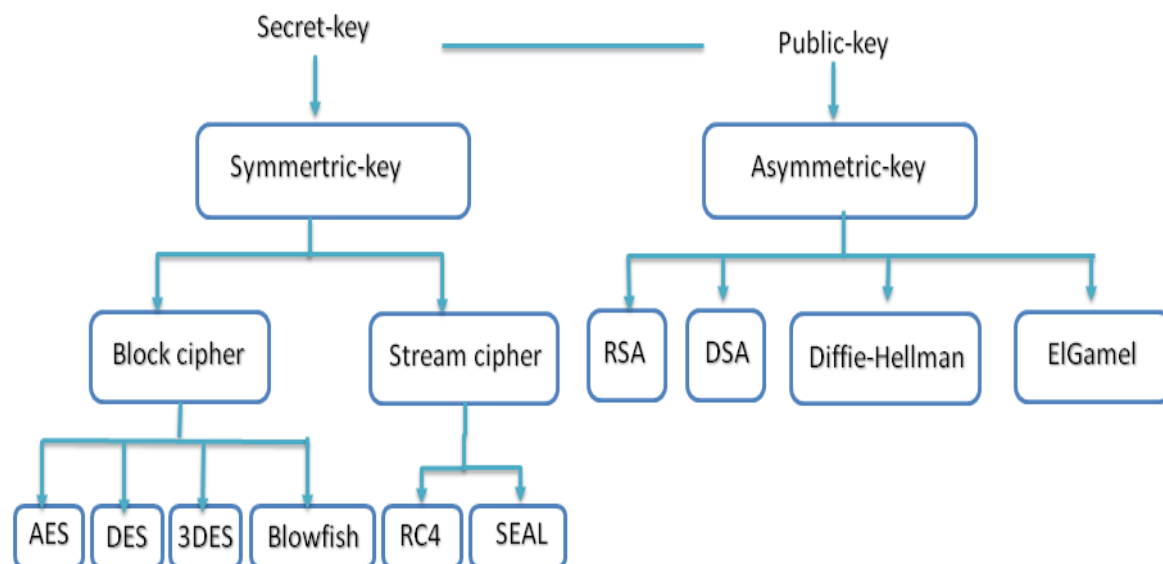 Secret-key
Public-key
Symmertric-key
Asymmetric-key
Block cipher
Stream cipher
RSA
DSA
Diffie-Hellman
ElGamel
AES
DES
3DES
Blowfish
RC4
SEAL